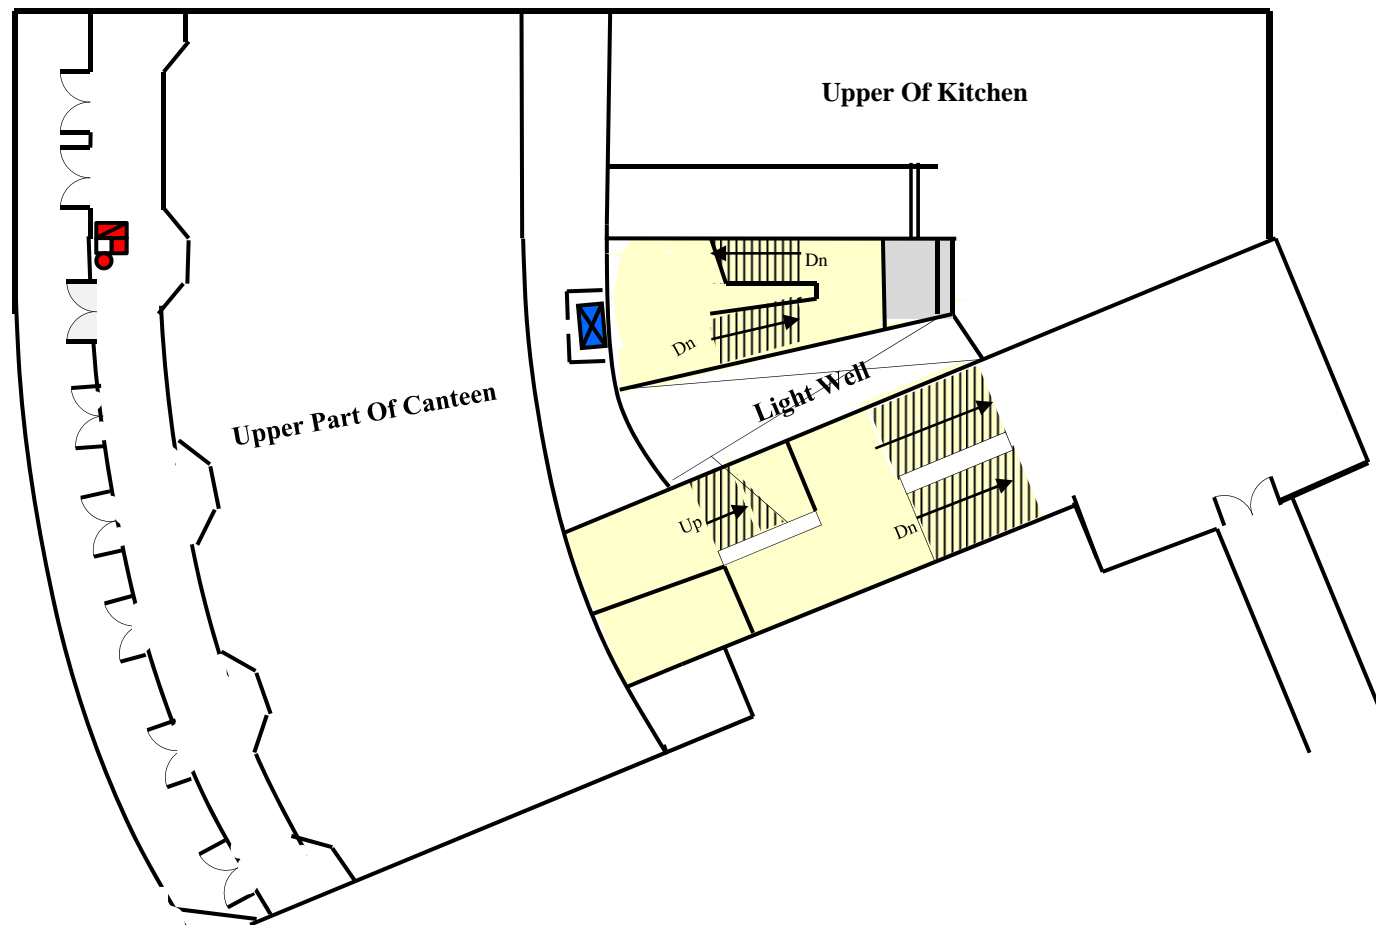 Upper Of Kitchen
Dn
Dn
Light Well
Upper Part Of Canteen
Up
Dn